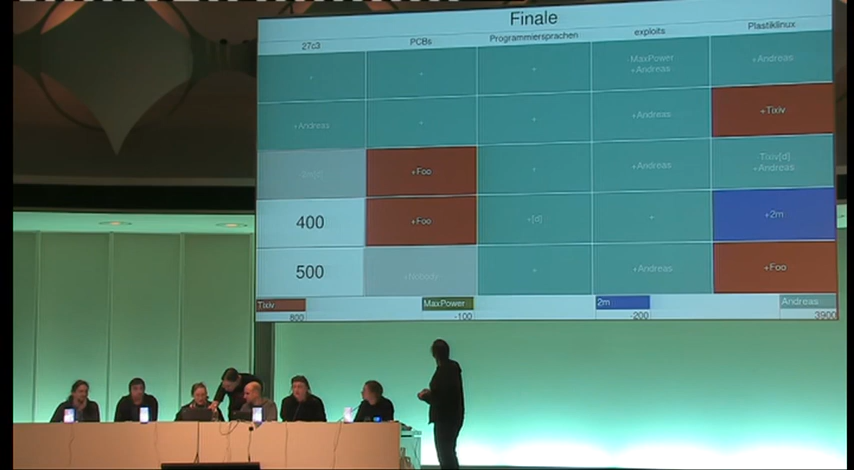 Finale
27c3
PCBs
Programmiersprachen
exploits
Plastiklinux
+
+
+
-MaxPower
+Andreas
+Andreas
+Andreas
+
+
+Andreas
+Tixiv
+Foo
+
+Andreas
Tixiv[d]
+Andreas
400
+Foo
+[d]
+
+2m
500
+Nobody
+
+Andreas
+Foo
Tixiv
MaxPower
2m
Andreas
800
-100
-200
3900